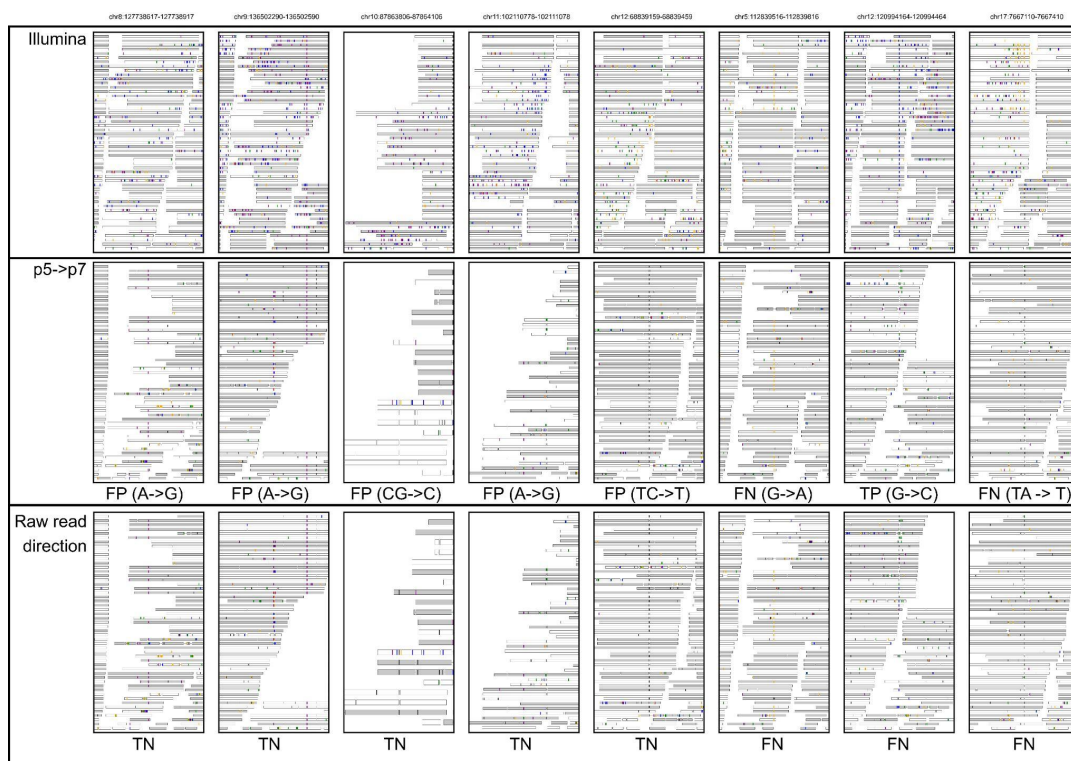 chr8:127738617-127738917 chr9:136502290-136502590 chr10:87863806-87864106 chr11:102110778-102111078 chr12:68839159-68839459 chr5:112839516-112839816 chr12:120994164-120994464 chr17:7667110-7667410
Illumina
p5->p7
FP (A->G) FP (A->G) FP (CG->C) FP (A->G) FP (TC->T) FN (G->A) TP (G->C) FN (TA -> T)
Raw read
direction
TN TN TN TN TN FN FN FN